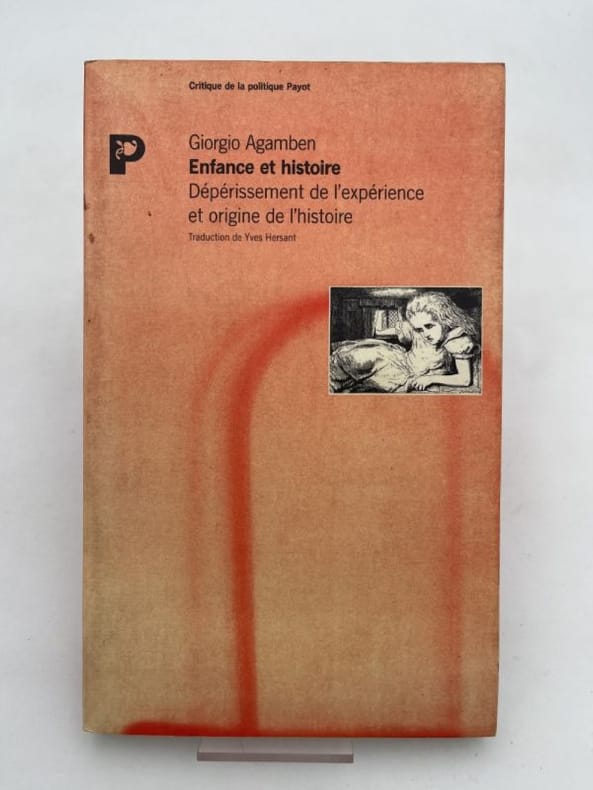 Critique de la politique Payot
P
Giorgio Agamben
Enfance et histoire
Dépérissement de l'expérience
et origine de l'histoire
Traduction de Yves Hersant